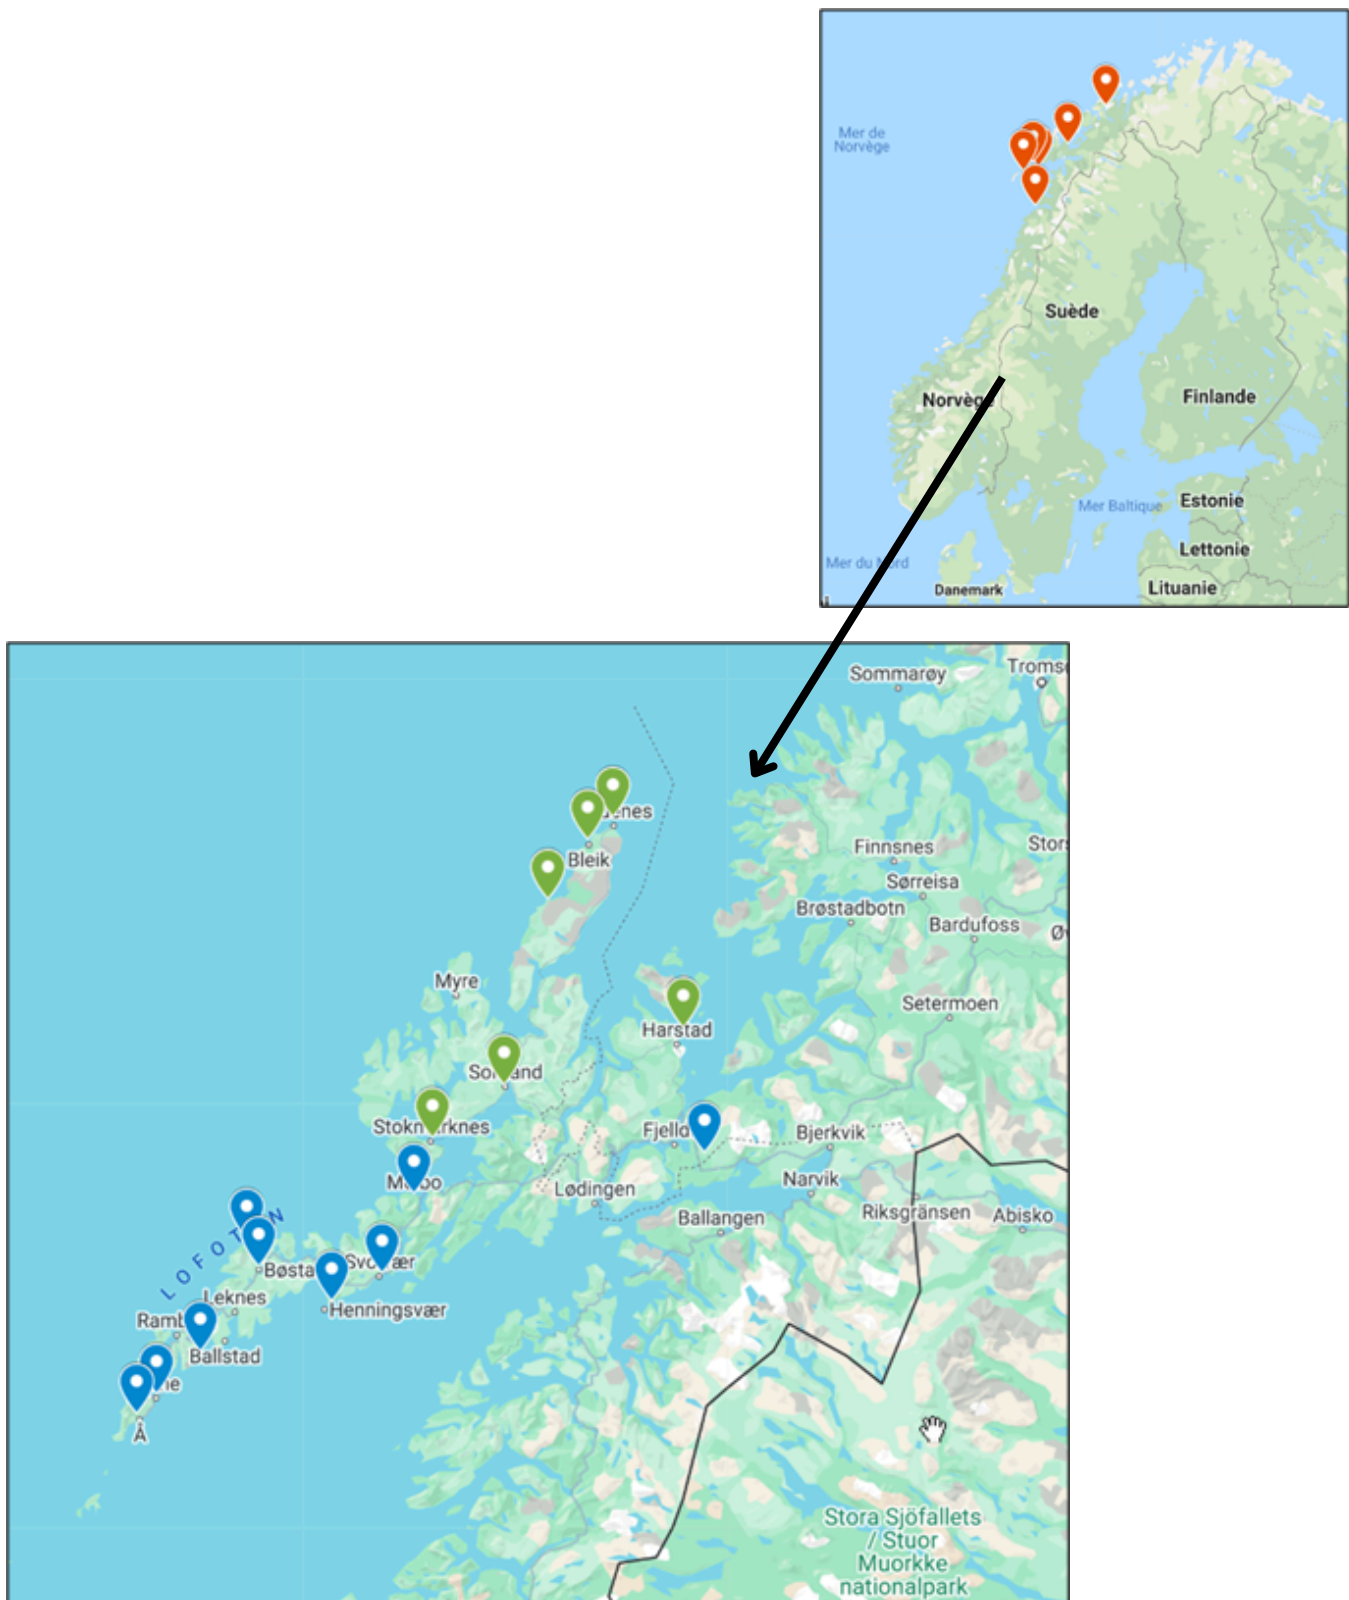 Mer de
Norvège
Suède
Norvège
Finlande
Mer Baltique
Estonie
Mer du Nord
Lettonie
Danemark
Lituanie
Sommarøy
Bleik
Finnsnes
Sørreisa
Brøstadbotn
Bardufoss
Myre
Setermoen
Harstad
Bjerkvik
Narvik
Lødingen
Riksgränsen
Abisko
Ballangen
LOFOTEN
Leknes
Henningsvær
Ballstad
Å
Stora Sjöfallets
/ Stuor
Muorkke
nationalpark